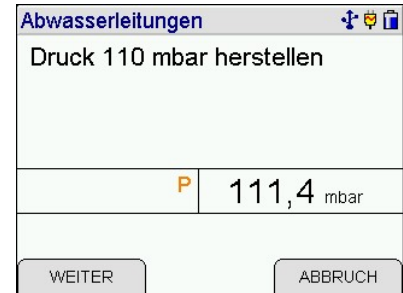 Abwasserleitungen
Druck 110 mbar herstellen
P 111,4 mbar
WEITER ABBRUCH